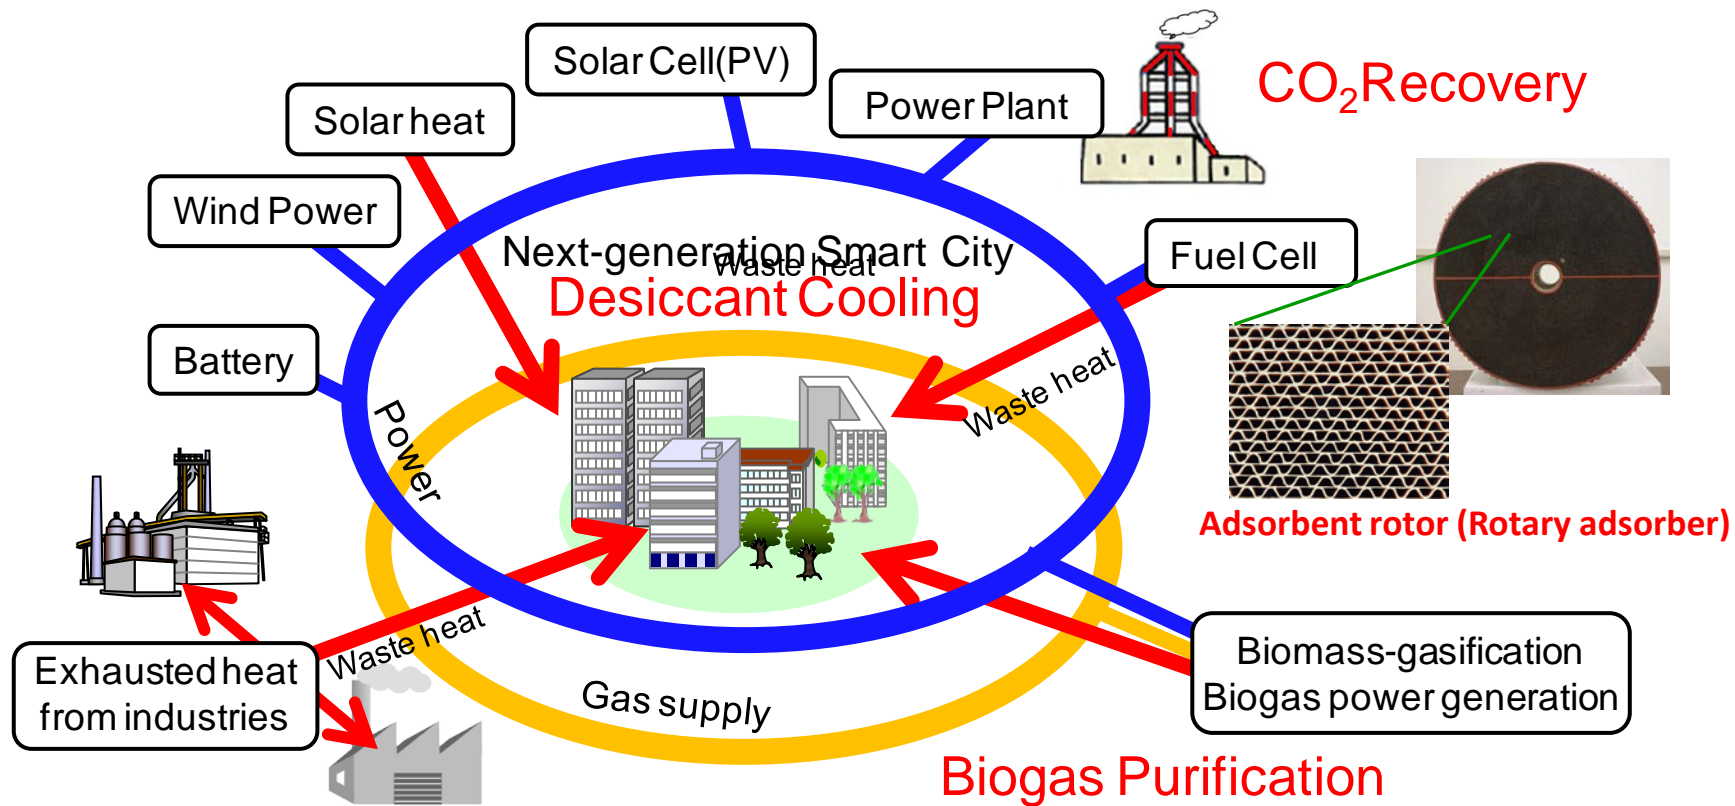 Solar Cell(PV)
Solar heat
Power Plant
CO₂ Recovery
Wind Power
Next-generation Smart City
Waste heat
Desiccant Cooling
Fuel Cell
Battery
Power
Waste heat
Adsorbent rotor (Rotary adsorber)
Waste heat
Exhausted heat
from industries
Gas supply
Biomass-gasification
Biogas power generation
Biogas Purification